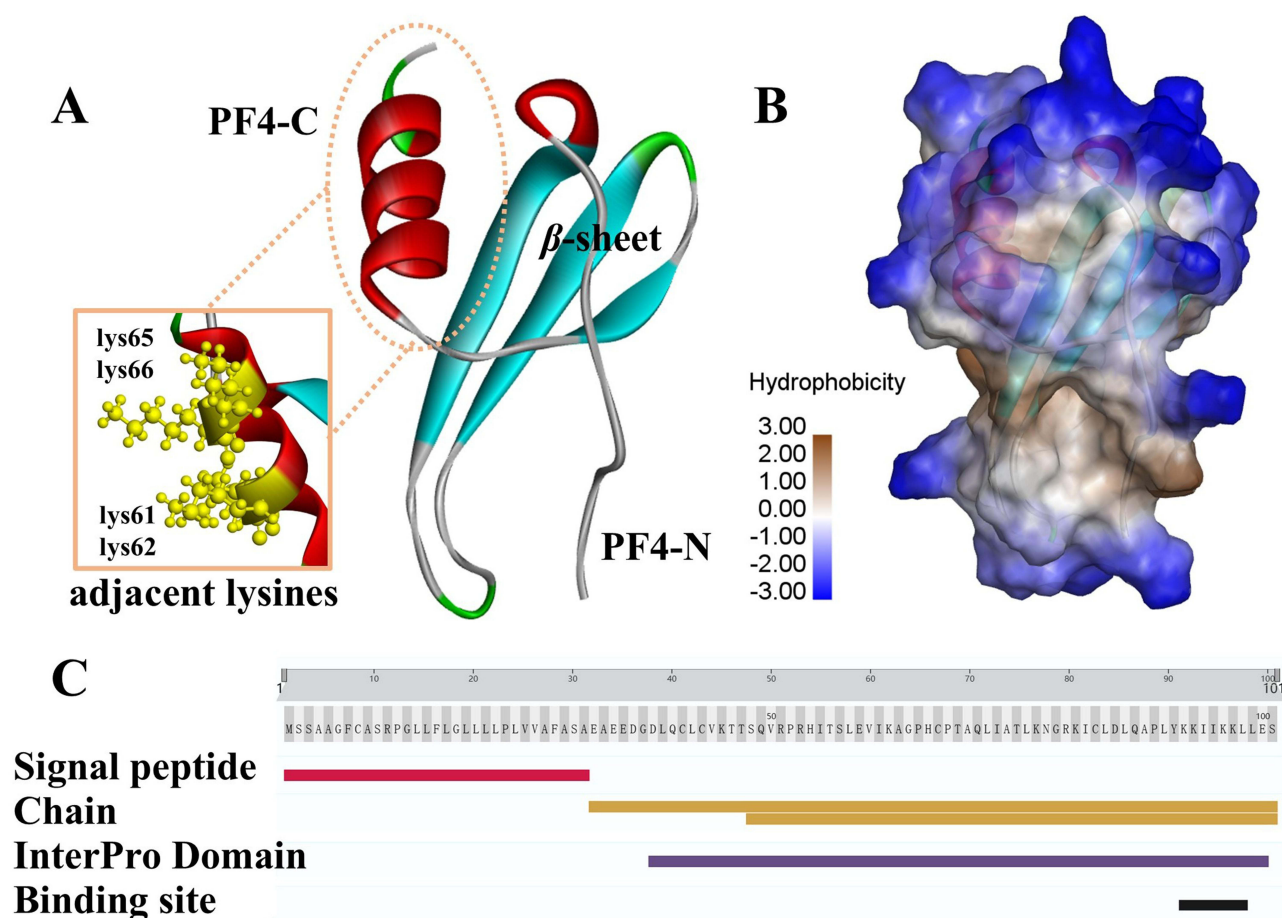 A
PF4-C
β-sheet
PF4-N
lys65
lys66
lys61
lys62
adjacent lysines
B
Hydrophobicity
3.00
2.00
1.00
0.00
-1.00
-2.00
-3.00
C
1 10 20 30 40 50 60 70 80 90 100 101
50 100
MSSAAGFCASRPGLLFLGLLLLPLVVAFASAEAEEDGDLQCLCVKTTSQVRPRHITSLEVIKAGPHCPTAQLIATLKNGRKICLDLQAPLYKKIIKKLLES
Signal peptide
Chain
InterPro Domain
Binding site